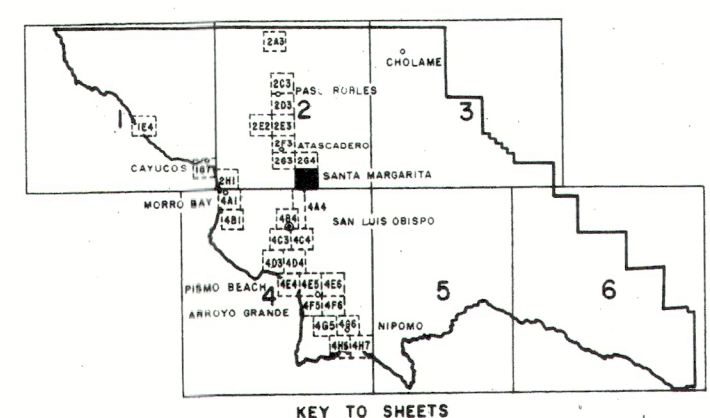 2A3
CHOLAME
2C3
PASO ROBLES
2D3
2
3
1
1E4
2E2 2E3
2F3
ATASCADERO
2G3 2G4
CAYUCOS
1G7
2H1
SANTA MARGARITA
MORRO BAY
4A1
4A4
4B1
4B4
SAN LUIS OBISPO
4C3 4C4
4D3 4D4
PISMO BEACH
4
4E4 4E5 4E6
5
6
ARROYO GRANDE
4F5 4F6
4G5 4G6
NIPOMO
4H6 4H7
KEY TO SHEETS